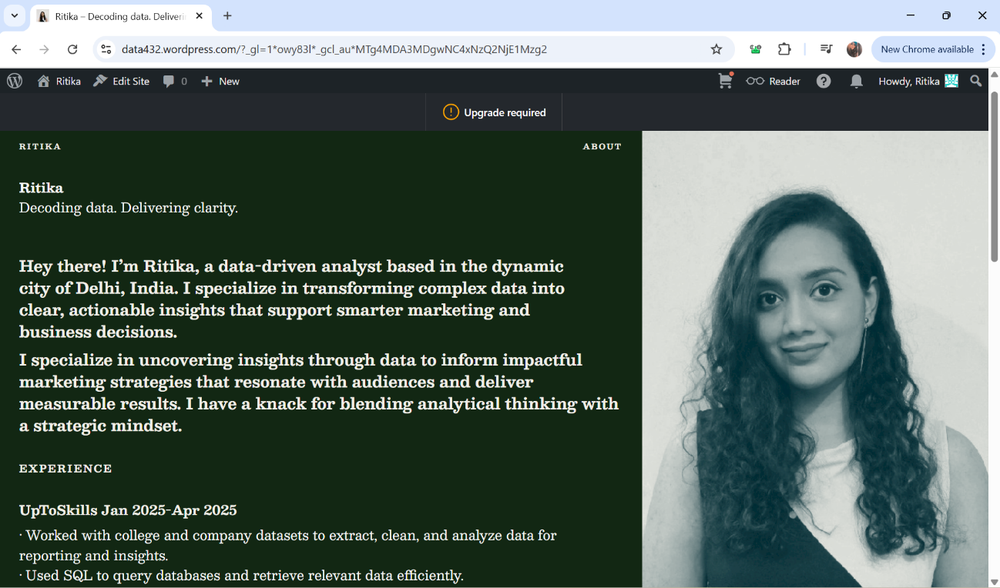 Ritika – Decoding data. Deliverin
data432.wordpress.com/?_gl=1*owy83l*_gcl_au*MTg4MDA3MDgwNC4xNzQ2NjE1Mzg2
New Chrome available
Ritika
Edit Site
0
New
Reader
Howdy, Ritika
Upgrade required
RITIKA
ABOUT
Ritika
Decoding data. Delivering clarity.
Hey there! I’m Ritika, a data-driven analyst based in the dynamic
city of Delhi, India. I specialize in transforming complex data into
clear, actionable insights that support smarter marketing and
business decisions.
I specialize in uncovering insights through data to inform impactful
marketing strategies that resonate with audiences and deliver
measurable results. I have a knack for blending analytical thinking with
a strategic mindset.
EXPERIENCE
UpToSkills Jan 2025-Apr 2025
· Worked with college and company datasets to extract, clean, and analyze data for
reporting and insights.
· Used SQL to query databases and retrieve relevant data efficiently.